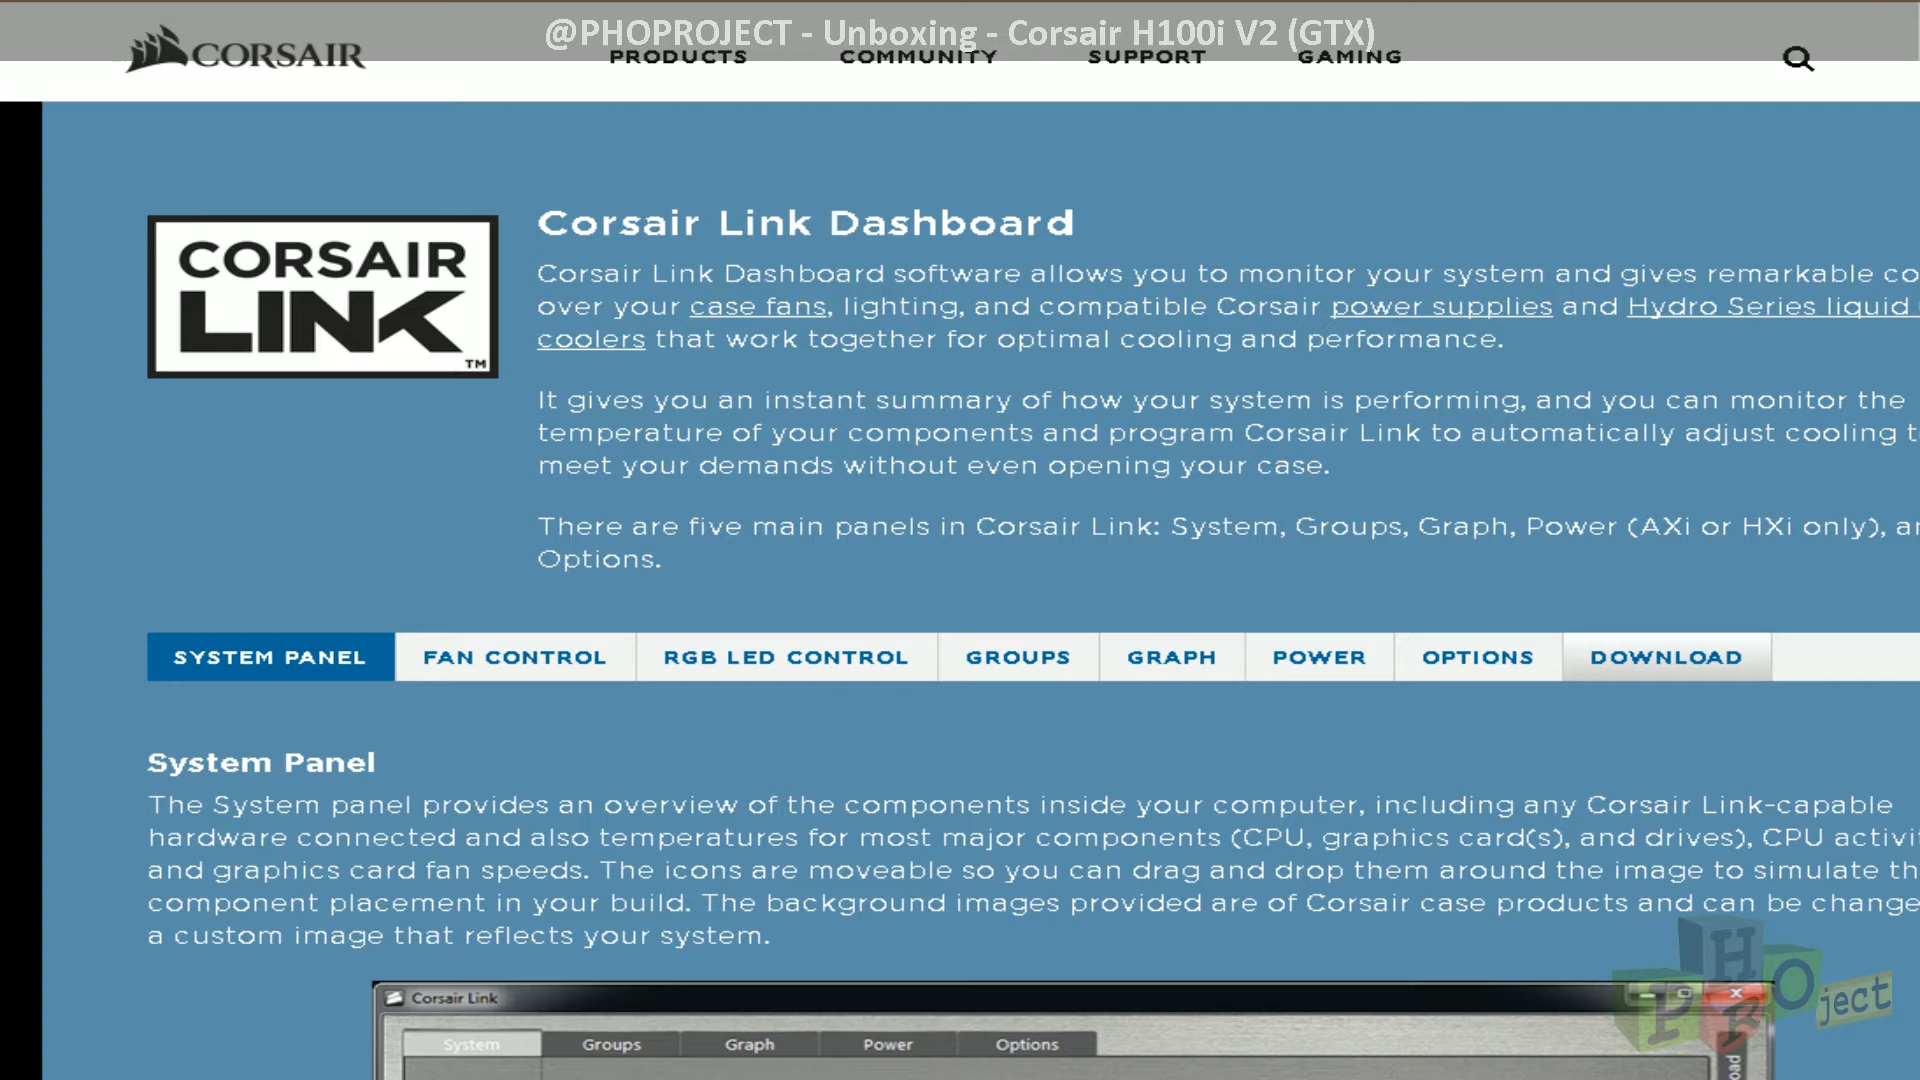 @PHOPROJECT - Unboxing - Corsair H100i V2 (GTX)
CORSAIR
PRODUCTS COMMUNITY SUPPORT GAMING
CORSAIR
LINK
TM
Corsair Link Dashboard
Corsair Link Dashboard software allows you to monitor your system and gives remarkable co
over your case fans, lighting, and compatible Corsair power supplies and Hydro Series liquid
coolers that work together for optimal cooling and performance.
It gives you an instant summary of how your system is performing, and you can monitor the
temperature of your components and program Corsair Link to automatically adjust cooling t
meet your demands without even opening your case.
There are five main panels in Corsair Link: System, Groups, Graph, Power (AXi or HXi only), a
Options.
SYSTEM PANEL FAN CONTROL RGB LED CONTROL GROUPS GRAPH POWER OPTIONS DOWNLOAD
System Panel
The System panel provides an overview of the components inside your computer, including any Corsair Link-capable
hardware connected and also temperatures for most major components (CPU, graphics card(s), and drives), CPU activi
and graphics card fan speeds. The icons are moveable so you can drag and drop them around the image to simulate th
component placement in your build. The background images provided are of Corsair case products and can be change
a custom image that reflects your system.
PHPROject
Corsair Link
System Groups Graph Power Options